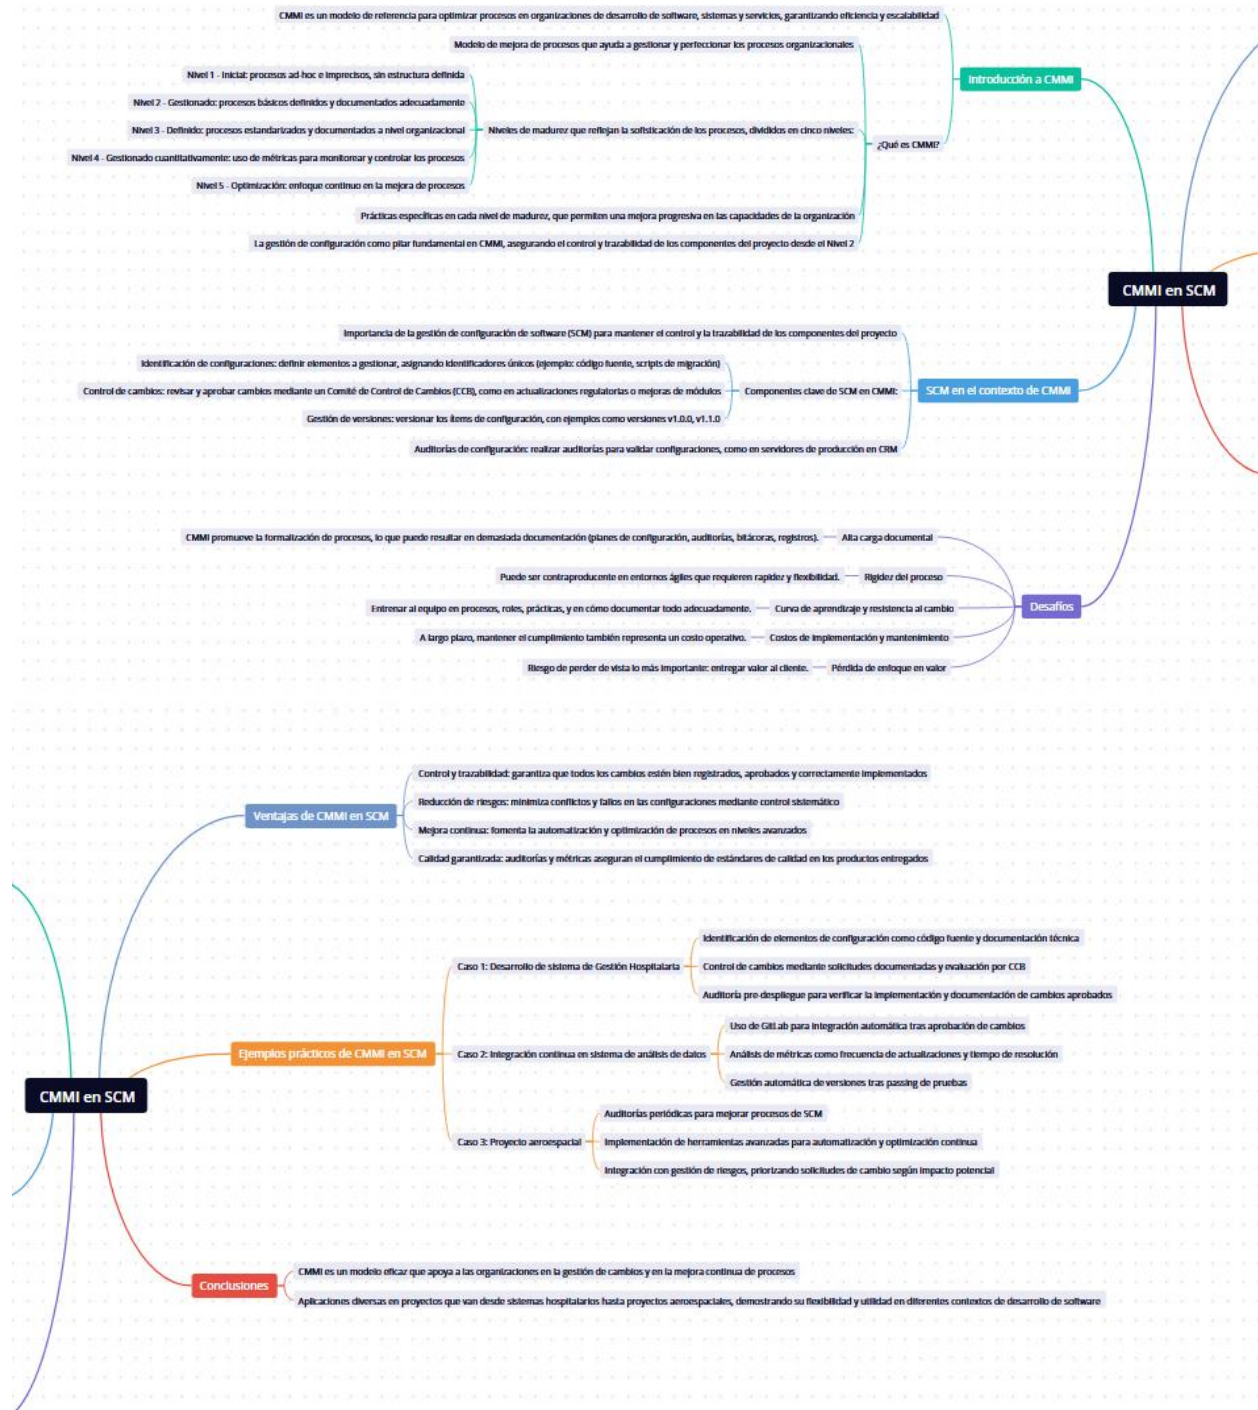 CMMI es un modelo de referencia para optimizar procesos en organizaciones de desarrollo de software, sistemas y servicios, garantizando eficiencia y escalabilidad
Modelo de mejora de procesos que ayuda a gestionar y perfeccionar los procesos organizacionales
Introducción a CMMI
Nivel 1 - Inicial: procesos ad-hoc e imprecisos, sin estructura definida
Nivel 2 - Gestionado: procesos básicos definidos y documentados adecuadamente
Nivel 3 - Definido: procesos estandarizados y documentados a nivel organizacional
Niveles de madurez que reflejan la sofisticación de los procesos, divididos en cinco niveles:
¿Qué es CMMI?
Nivel 4 - Gestionado cuantitativamente: uso de métricas para monitorear y controlar los procesos
Nivel 5 - Optimización: enfoque continuo en la mejora de procesos
Prácticas específicas en cada nivel de madurez, que permiten una mejora progresiva en las capacidades de la organización
La gestión de configuración como pilar fundamental en CMMI, asegurando el control y trazabilidad de los componentes del proyecto desde el Nivel 2
CMMI en SCM
Importancia de la gestión de configuración de software (SCM) para mantener el control y la trazabilidad de los componentes del proyecto
Identificación de configuraciones: definir elementos a gestionar, asignando identificadores únicos (ejemplo: código fuente, scripts de migración)
Control de cambios: revisar y aprobar cambios mediante un Comité de Control de Cambios (CCB), como en actualizaciones regulatorias o mejoras de módulos
Componentes clave de SCM en CMMI:
SCM en el contexto de CMMI
Gestión de versiones: versionar los ítems de configuración, con ejemplos como versiones v1.0.0, v1.1.0
Auditorías de configuración: realizar auditorías para validar configuraciones, como en servidores de producción en CRM
CMMI promueve la formalización de procesos, lo que puede resultar en demasiada documentación (planes de configuración, auditorías, bitácoras, registros).
Alta carga documental
Puede ser contraproducente en entornos ágiles que requieren rapidez y flexibilidad.
Rigidez del proceso
Entrenar al equipo en procesos, roles, prácticas, y en cómo documentar todo adecuadamente.
Curva de aprendizaje y resistencia al cambio
Desafíos
A largo plazo, mantener el cumplimiento también representa un costo operativo.
Costos de implementación y mantenimiento
Riesgo de perder de vista lo más importante: entregar valor al cliente.
Pérdida de enfoque en valor
Control y trazabilidad: garantiza que todos los cambios estén bien registrados, aprobados y correctamente implementados
Reducción de riesgos: minimiza conflictos y fallos en las configuraciones mediante control sistemático
Ventajas de CMMI en SCM
Mejora continua: fomenta la automatización y optimización de procesos en niveles avanzados
Calidad garantizada: auditorías y métricas aseguran el cumplimiento de estándares de calidad en los productos entregados
Identificación de elementos de configuración como código fuente y documentación técnica
Caso 1: Desarrollo de sistema de Gestión Hospitalaria
Control de cambios mediante solicitudes documentadas y evaluación por CCB
Auditoría pre-despliegue para verificar la implementación y documentación de cambios aprobados
Uso de GitLab para integración automática tras aprobación de cambios
Ejemplos prácticos de CMMI en SCM
Caso 2: Integración continua en sistema de análisis de datos
Análisis de métricas como frecuencia de actualizaciones y tiempo de resolución
Gestión automática de versiones tras passing de pruebas
CMMI en SCM
Auditorías periódicas para mejorar procesos de SCM
Caso 3: Proyecto aeroespacial
Implementación de herramientas avanzadas para automatización y optimización continua
Integración con gestión de riesgos, priorizando solicitudes de cambio según impacto potencial
CMMI es un modelo eficaz que apoya a las organizaciones en la gestión de cambios y en la mejora continua de procesos
Conclusiones
Aplicaciones diversas en proyectos que van desde sistemas hospitalarios hasta proyectos aeroespaciales, demostrando su flexibilidad y utilidad en diferentes contextos de desarrollo de software